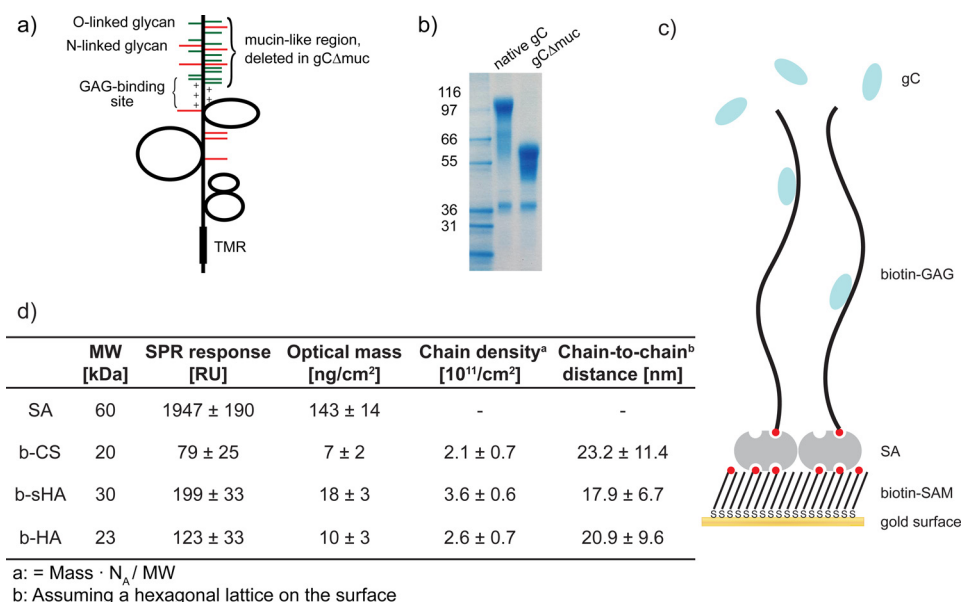 a)
O-linked glycan
N-linked glycan
mucin-like region,
deleted in gCΔmuc
GAG-binding
site
+ +
+ +
+ +
TMR
b)
native gC
gCΔmuc
116
97
66
55
36
31
c)
gC
biotin-GAG
SA
biotin-SAM
SSSSSSSSSSSSSSSSSS
gold surface
d)
MW [kDa] SPR response [RU] Optical mass [ng/cm²] Chain densityᵃ [10¹¹/cm²] Chain-to-chainᵇ distance [nm]
SA 60 1947 ± 190 143 ± 14 - -
b-CS 20 79 ± 25 7 ± 2 2.1 ± 0.7 23.2 ± 11.4
b-sHA 30 199 ± 33 18 ± 3 3.6 ± 0.6 17.9 ± 6.7
b-HA 23 123 ± 33 10 ± 3 2.6 ± 0.7 20.9 ± 9.6
a: = Mass · N_A / MW
b: Assuming a hexagonal lattice on the surface